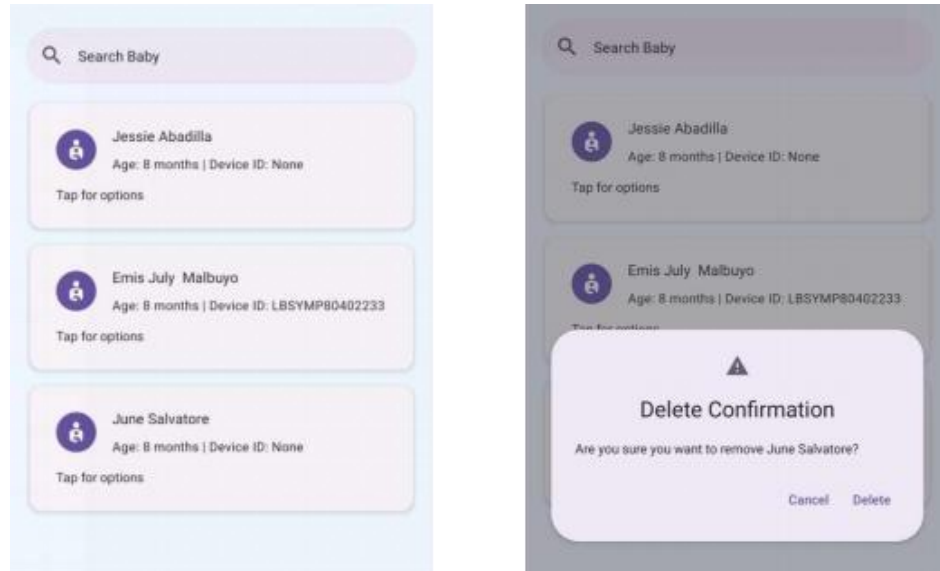 Search Baby
Jessie Abadilla
Age: 8 months | Device ID: None
Tap for options
Emis July Malbuyo
Age: 8 months | Device ID: LBSYMP80402233
Tap for options
June Salvatore
Age: 8 months | Device ID: None
Tap for options
Search Baby
Jessie Abadilla
Age: 8 months | Device ID: None
Tap for options
Emis July Malbuyo
Age: 8 months | Device ID: LBSYMP80402233
Tap for options
Delete Confirmation
Are you sure you want to remove June Salvatore?
Cancel Delete